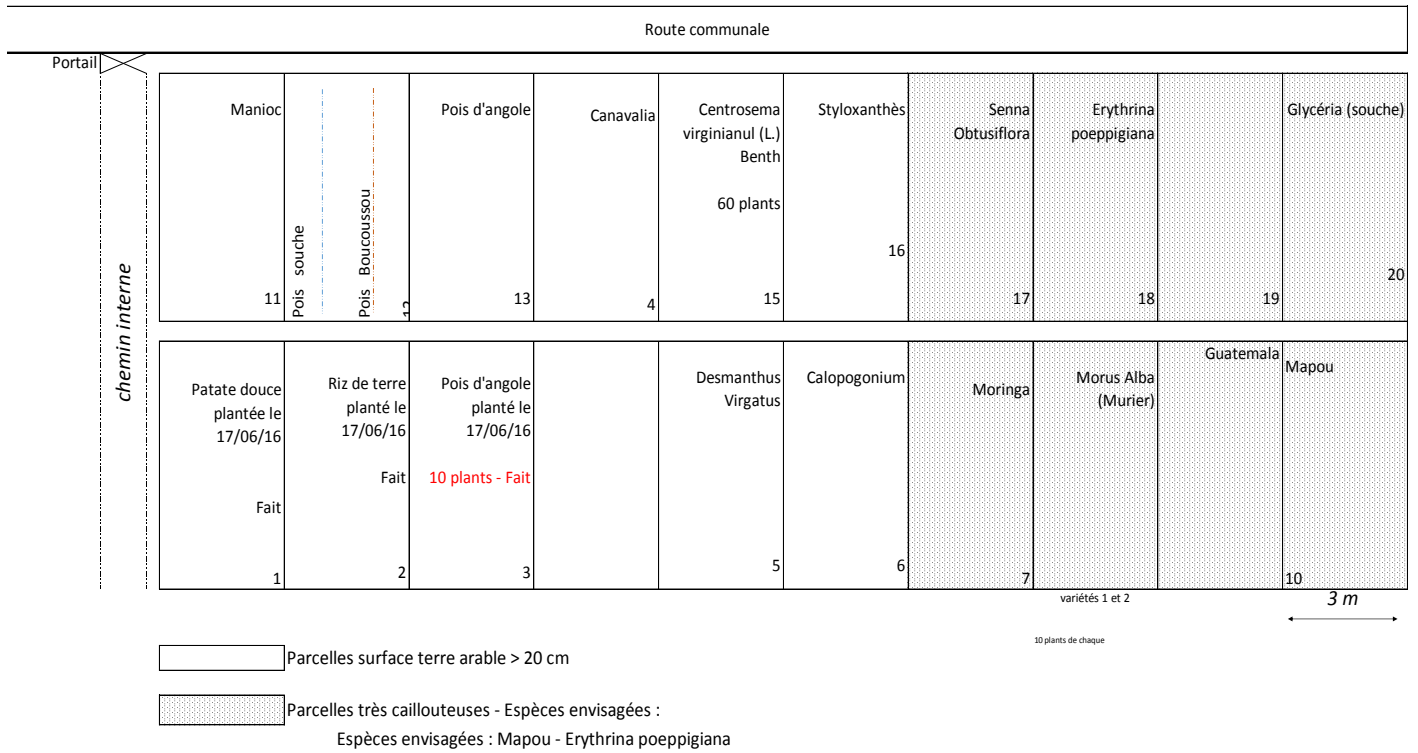 Route communale
Portail
chemin interne
Manioc
11
Pois souche
Pois Boucoussou
12
Pois d'angole
13
Canavalia
4
Centrosema
virginianul (L.)
Benth
60 plants
15
Styloxanthès
16
Senna
Obtusiflora
17
Erythrina
poeppigiana
18
19
Glycéria (souche)
20
Patate douce
plantée le
17/06/16
Fait
1
Riz de terre
planté le
17/06/16
Fait
2
Pois d'angole
planté le
17/06/16
10 plants - Fait
3
Desmanthus
Virgatus
5
Calopogonium
6
Moringa
7
Morus Alba
(Murier)
Guatemala
Mapou
10
variétés 1 et 2
3 m
10 plants de chaque
Parcelles surface terre arable > 20 cm
Parcelles très caillouteuses - Espèces envisagées :
Espèces envisagées : Mapou - Erythrina poeppigiana